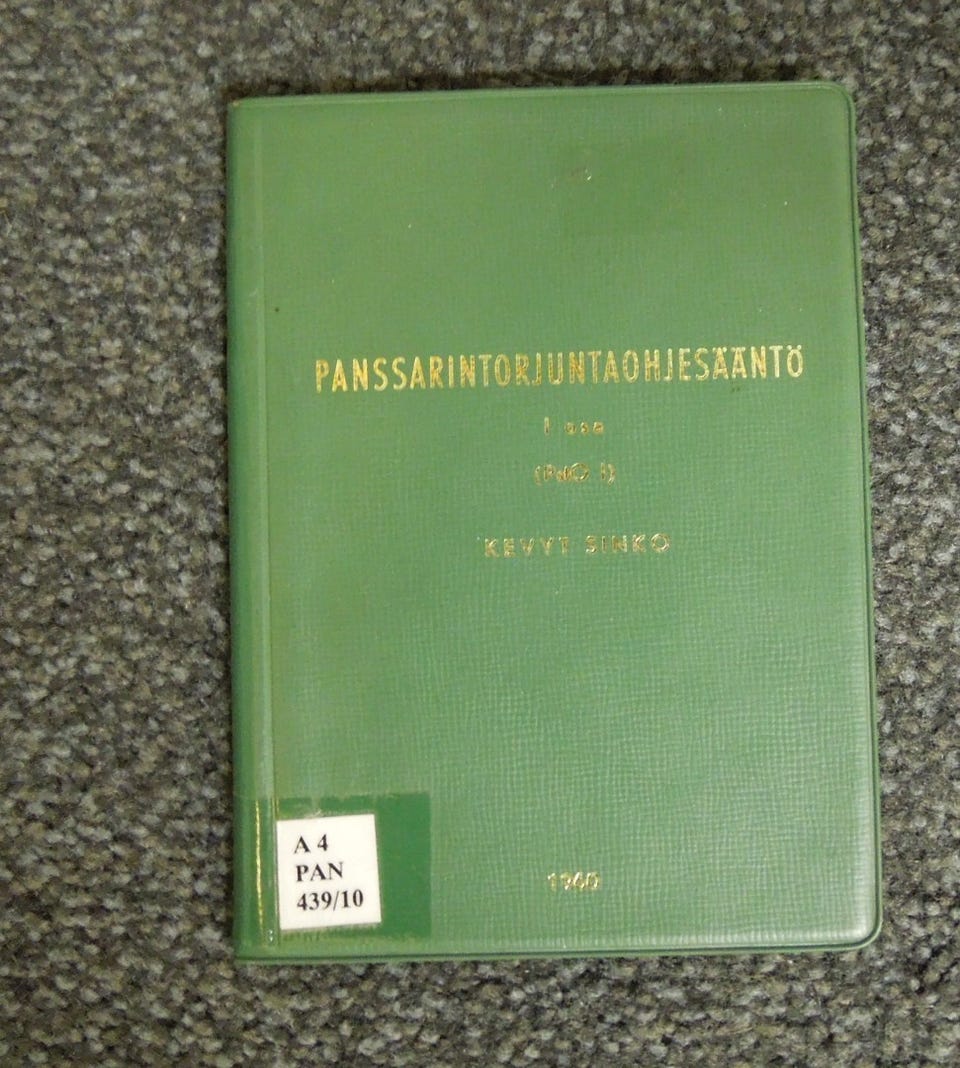 PANSSARINTORJUNTAOHJESÄÄNTÖ
I osa
KEVYT SINKO
1960
A 4
PAN
439/10